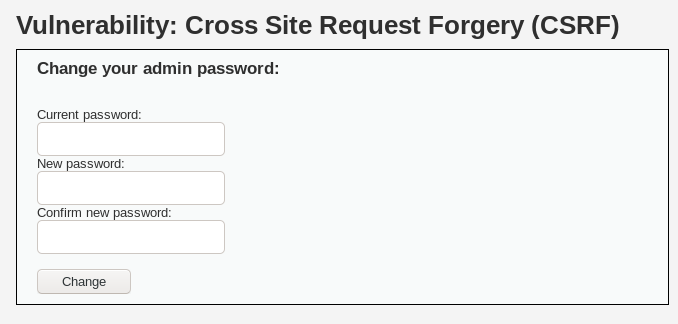 Vulnerability: Cross Site Request Forgery (CSRF)
Change your admin password:
Current password:
New password:
Confirm new password:
Change